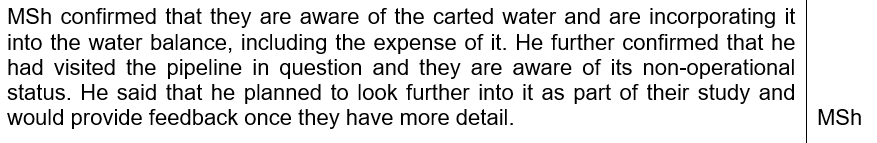 MSh confirmed that they are aware of the carted water and are incorporating it
into the water balance, including the expense of it. He further confirmed that he
had visited the pipeline in question and they are aware of its non-operational
status. He said that he planned to look further into it as part of their study and
would provide feedback once they have more detail. MSh